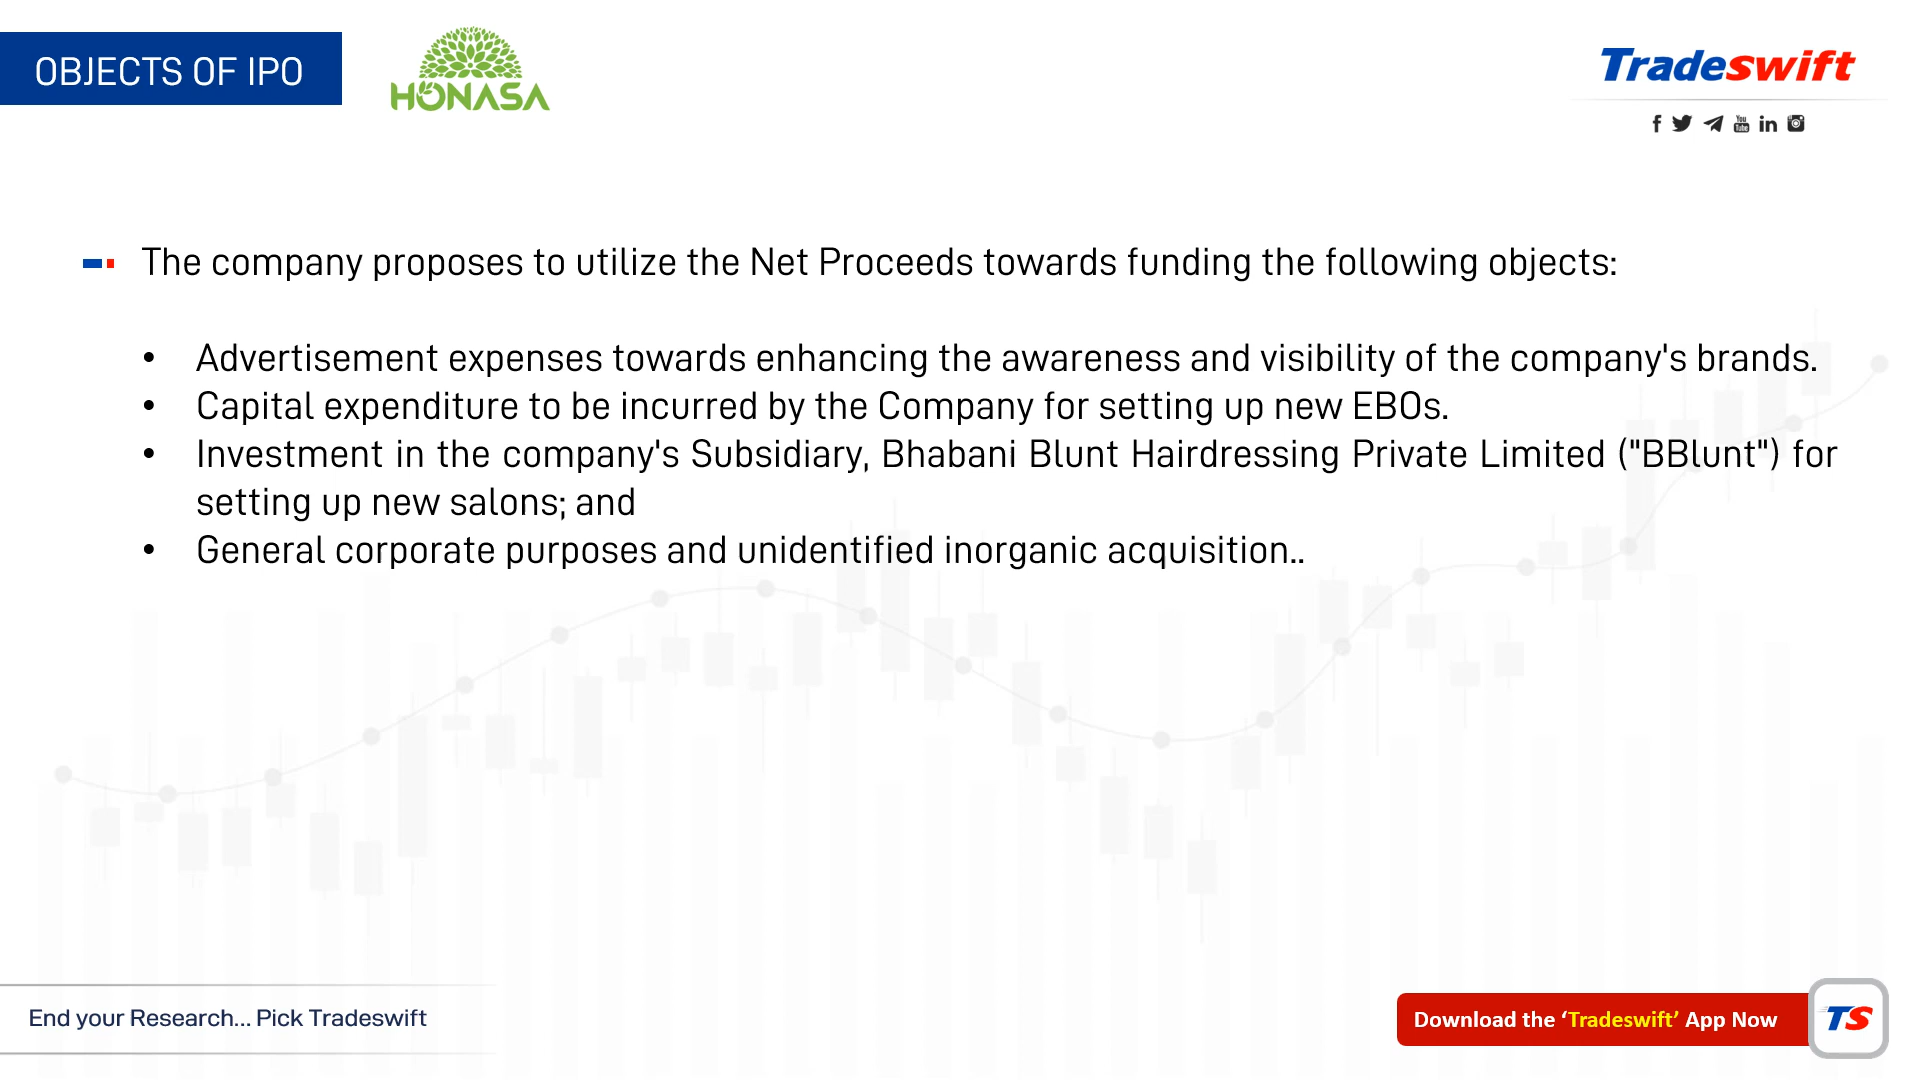 OBJECTS OF IPO
HONASA
Tradeswift
You
Tube
The company proposes to utilize the Net Proceeds towards funding the following objects:
• Advertisement expenses towards enhancing the awareness and visibility of the company's brands.
• Capital expenditure to be incurred by the Company for setting up new EBOs.
• Investment in the company's Subsidiary, Bhabani Blunt Hairdressing Private Limited ("BBlunt") for
setting up new salons; and
• General corporate purposes and unidentified inorganic acquisition..
End your Research... Pick Tradeswift
Download the ‘Tradeswift’ App Now
TS